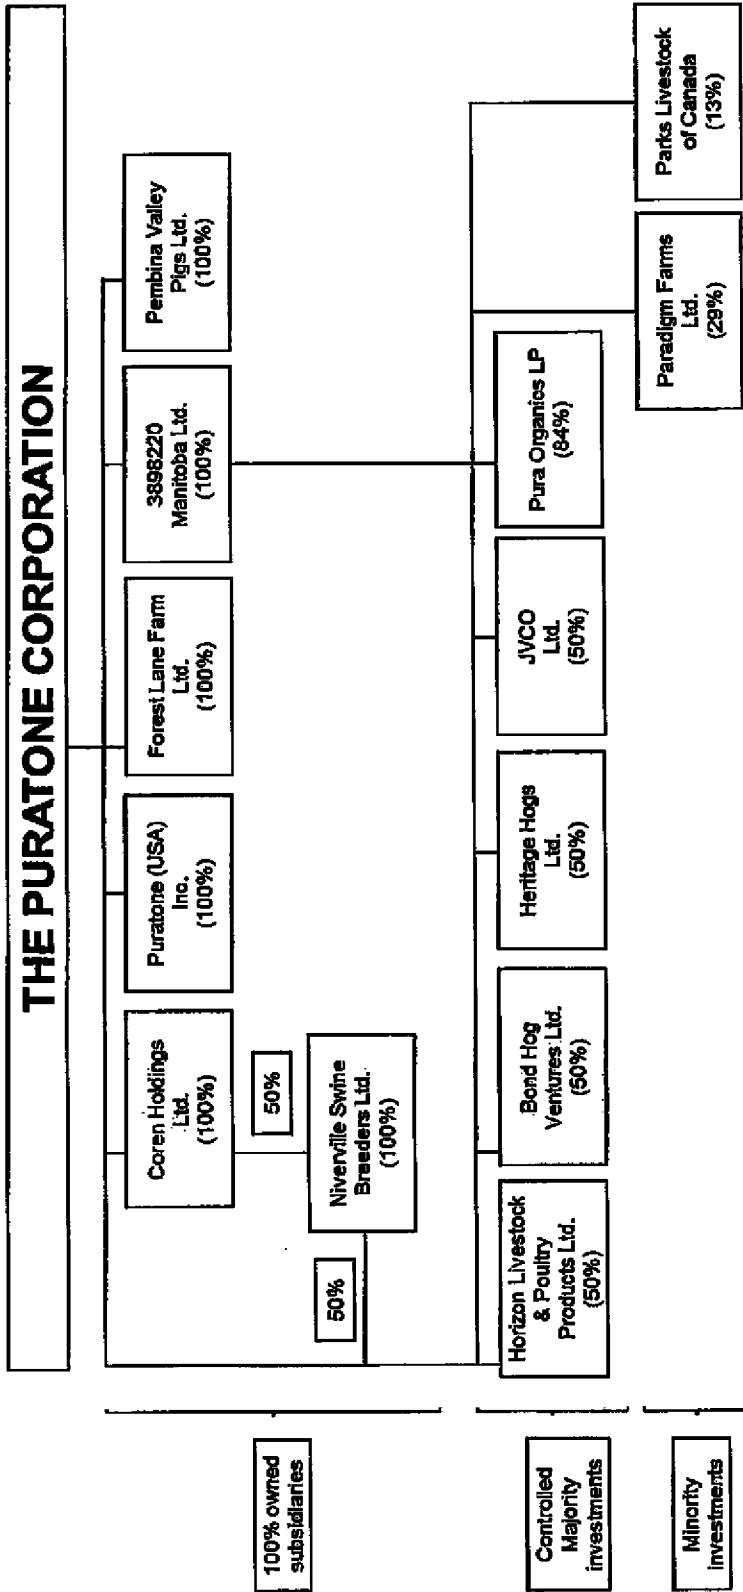 THE PURATONE CORPORATION
100% owned
subsidiaries
Coren Holdings
Ltd.
(100%)
Puratone (USA)
Inc.
(100%)
Forest Lane Farm
Ltd.
(100%)
3898220
Manitoba Ltd.
(100%)
Pembina Valley
Pigs Ltd.
(100%)
50%
50%
Niverville Swine
Breeders Ltd.
(100%)
Controlled
Majority
investments
Horizon Livestock
& Poultry
Products Ltd.
(50%)
Bond Hog
Ventures Ltd.
(50%)
Heritage Hogs
Ltd.
(50%)
JVCO
Ltd.
(50%)
Pura Organics LP
(84%)
Minority
investments
Paradigm Farms
Ltd.
(29%)
Parks Livestock
of Canada
(13%)